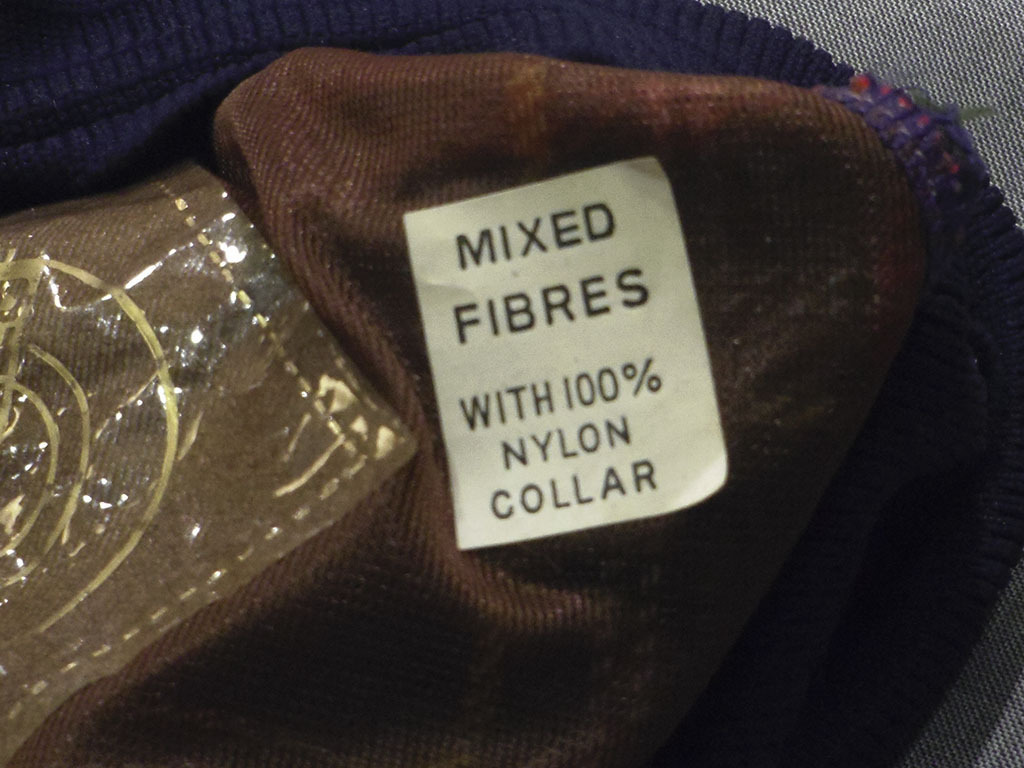 MIXED
FIBRES
WITH 100%
NYLON
COLLAR